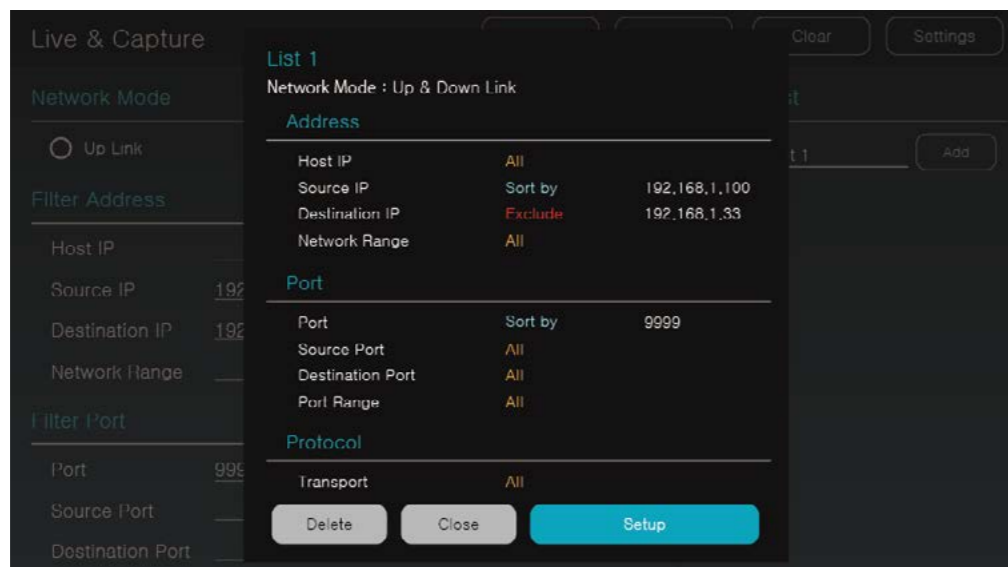 Live & Capture
Clear
Settings
Network Mode
Up Link
Add
Filter Address
Host IP
Source IP 192
Destination IP 192
Network Range
Filter Port
Port 999
Source Port
Destination Port
List 1
Network Mode : Up & Down Link
Address
Host IP All
Source IP Sort by 192.168.1.100
Destination IP Exclude 192.168.1.33
Network Range All
Port
Port Sort by 9999
Source Port All
Destination Port All
Port Range All
Protocol
Transport All
Delete Close Setup